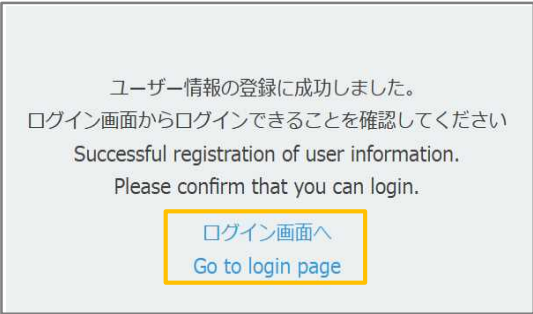 ユーザー情報の登録に成功しました。
ログイン画面からログインできることを確認してください
Successful registration of user information.
Please confirm that you can login.
ログイン画面へ
Go to login page